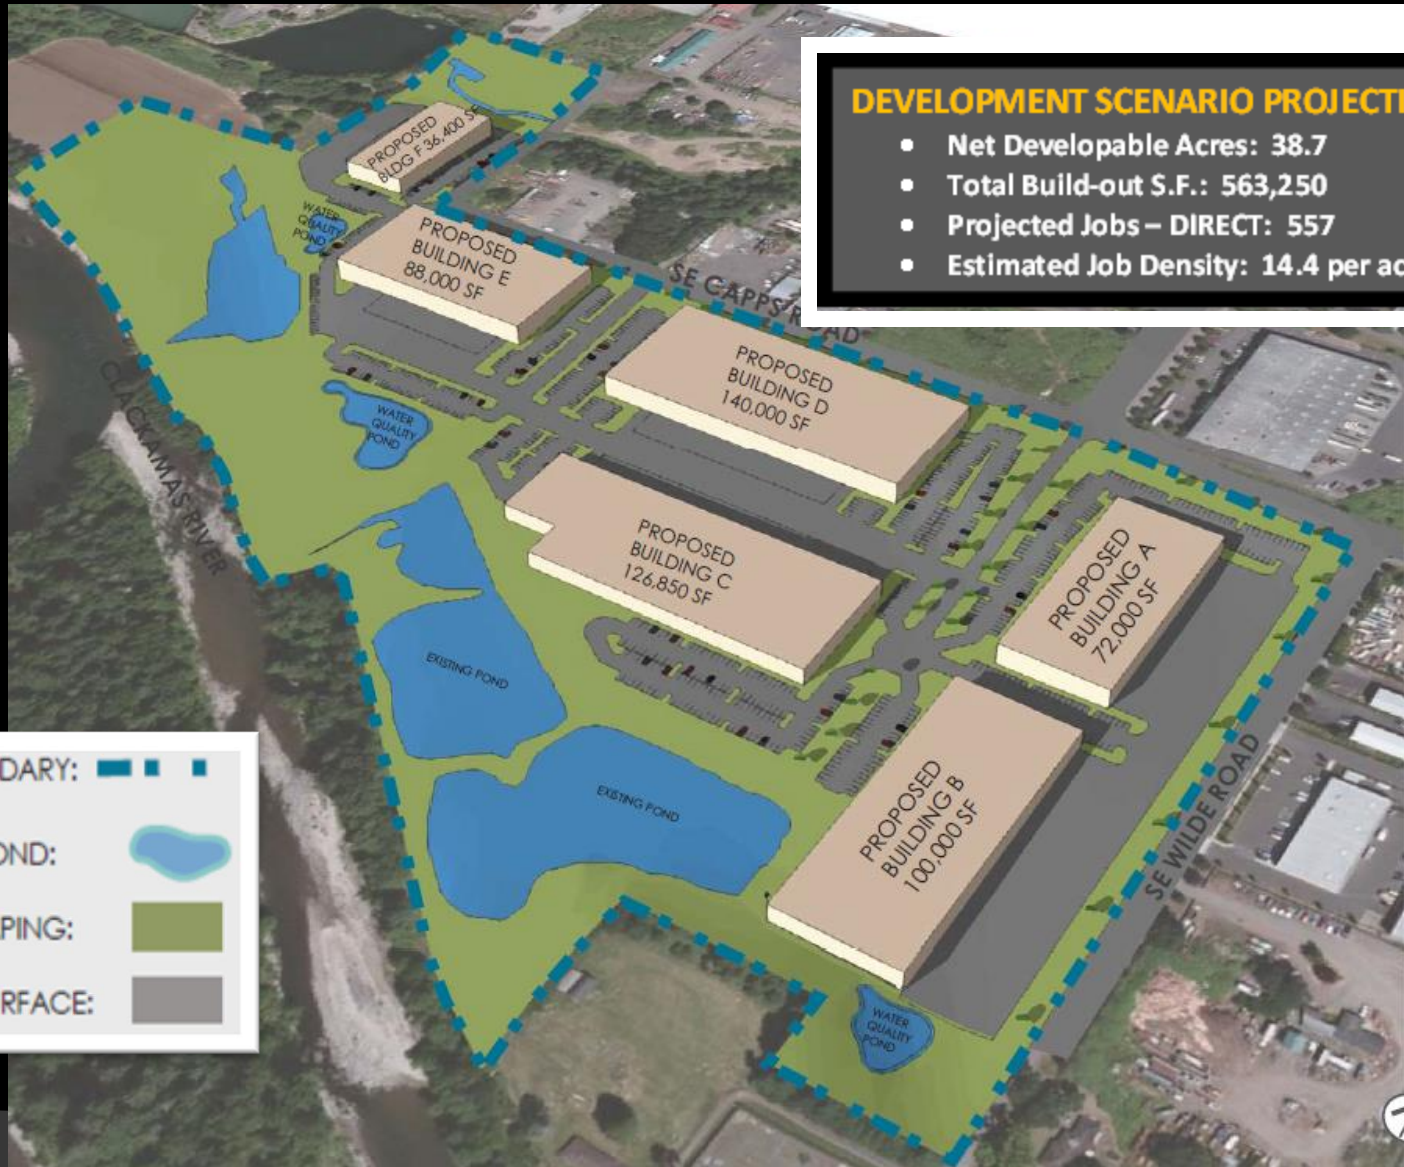 DEVELOPMENT SCENARIO PROJECTI
• Net Developable Acres: 38.7
• Total Build-out S.F.: 563,250
• Projected Jobs – DIRECT: 557
• Estimated Job Density: 14.4 per ac
PROPOSED
BLDG F 36,400 SF
WATER
QUALITY
POND
PROPOSED
BUILDING E
88,000 SF
SE CAPPS ROAD
PROPOSED
BUILDING D
140,000 SF
CLACKAMAS RIVER
WATER
QUALITY
POND
PROPOSED
BUILDING C
126,850 SF
PROPOSED
BUILDING A
72,000 SF
EXISTING POND
EXISTING POND
PROPOSED
BUILDING B
100,000 SF
SE WILDE ROAD
WATER
QUALITY
POND
DARY:
OND:
PING:
RFACE: